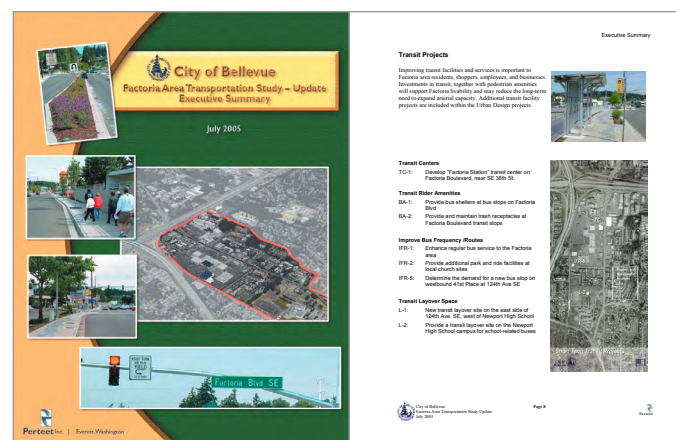 City of Bellevue
Factoria Area Transportation Study – Update
Executive Summary
July 2005
Factoria Blvd SE
Perteet Inc. | Everett, Washington
Executive Summary
Transit Projects
Improving transit facilities and services is important to
Factoria area residents, shoppers, employees, and businesses.
Investments in transit, together with pedestrian amenities
will support Factoria livability and may reduce the long-term
need to expand arterial capacity. Additional transit facility
projects are included within the Urban Design projects.
Transit Centers
TC-1: Develop "Factoria Station" transit center on
Factoria Boulevard, near SE 38th St.
Transit Rider Amenities
BA-1: Provide bus shelters at bus stops on Factoria
Blvd
BA-2: Provide and maintain trash receptacles at
Factoria Boulevard transit stops
Improve Bus Frequency /Routes
IFR-1: Enhance regular bus service to the Factoria
area
IFR-2: Provide additional park and ride facilities at
local church sites
IFR-5: Determine the demand for a new bus stop on
westbound 41st Place at 124th Ave SE
Transit Layover Space
L-1: New transit layover site on the east side of
124th Ave. SE, west of Newport High School
L-2: Provide a transit layover site on the Newport
High School campus for school-related buses
City of Bellevue
Factoria Area Transportation Study Update
July 2005
Page 8
Perteet